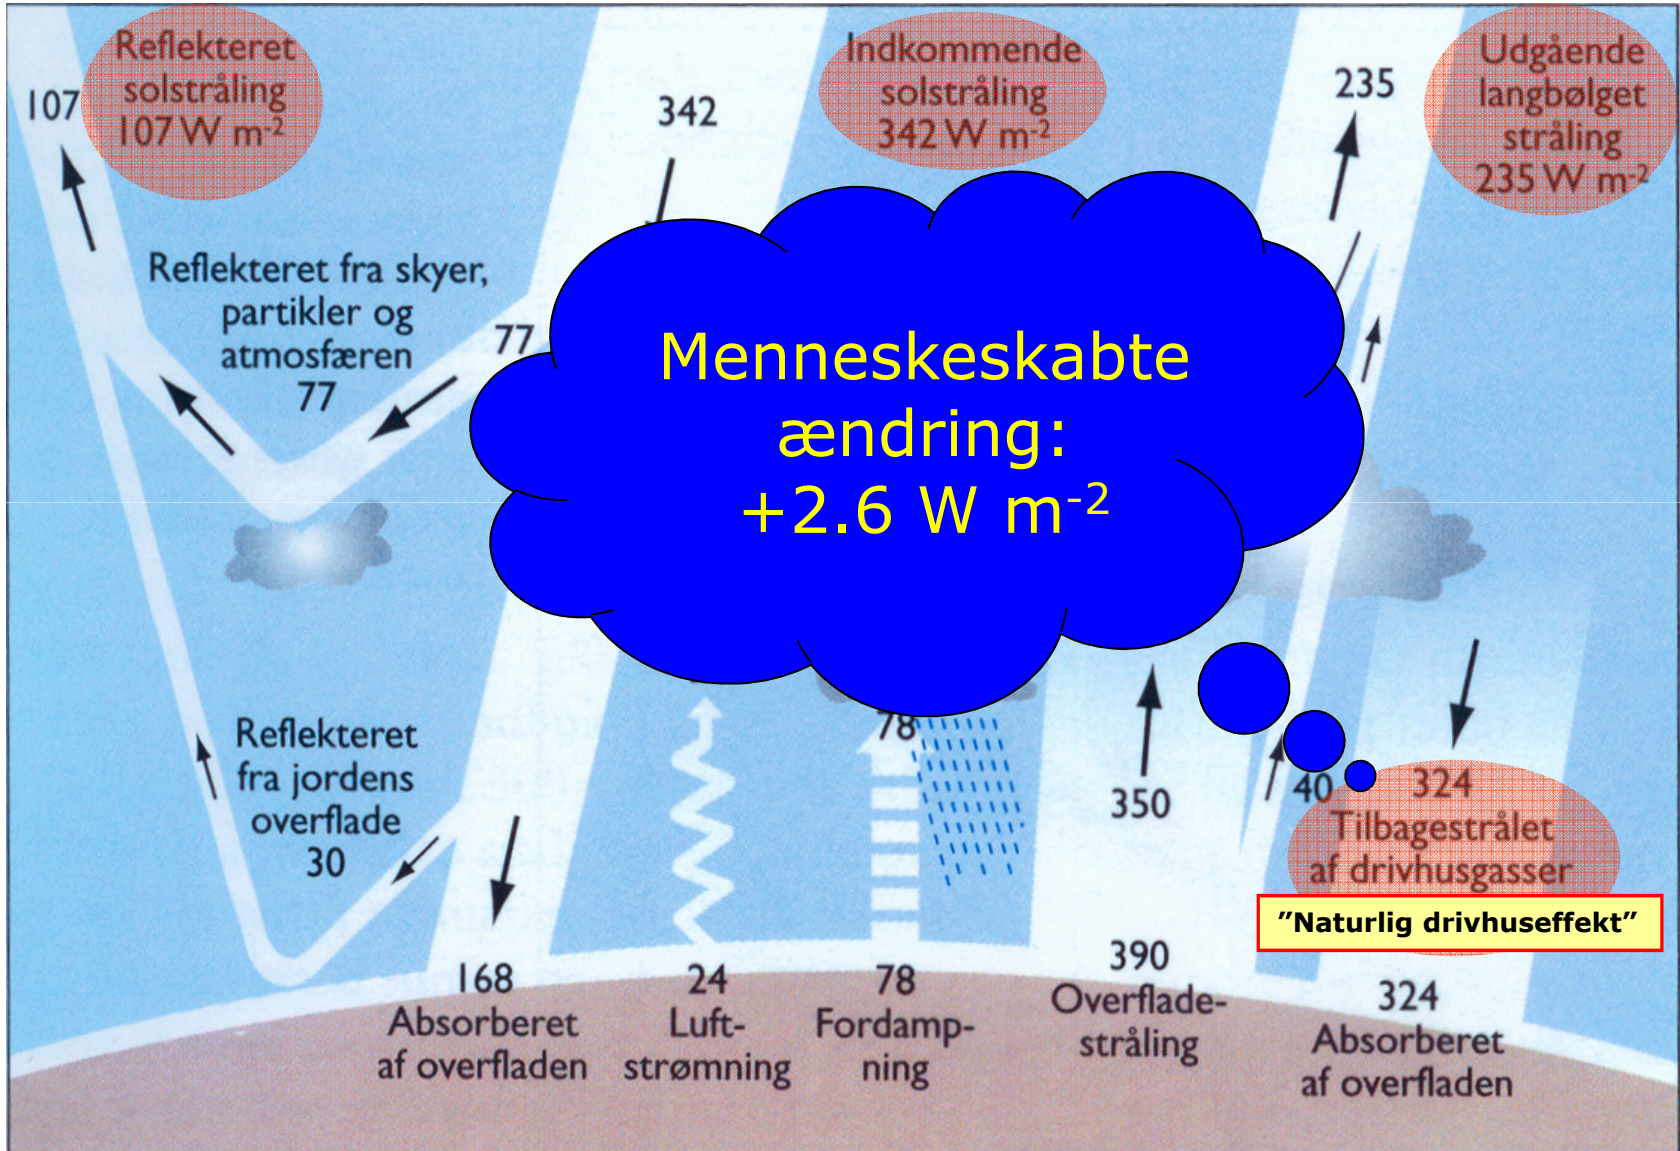 107
Reflekteret
solstråling
107 W m-2
342
Indkommende
solstråling
342 W m-2
235
Udgående
langbølget
stråling
235 W m-2
Reflekteret fra skyer,
partikler og
atmosfæren
77
77
Menneskeskabte
ændring:
+2.6 W m-2
Reflekteret
fra jordens
overflade
30
78
350
40
324
Tilbagestrålet
af drivhusgasser
”Naturlig drivhuseffekt”
168
Absorberet
af overfladen
24
Luft-
strømning
78
Fordamp-
ning
390
Overflade-
stråling
324
Absorberet
af overfladen